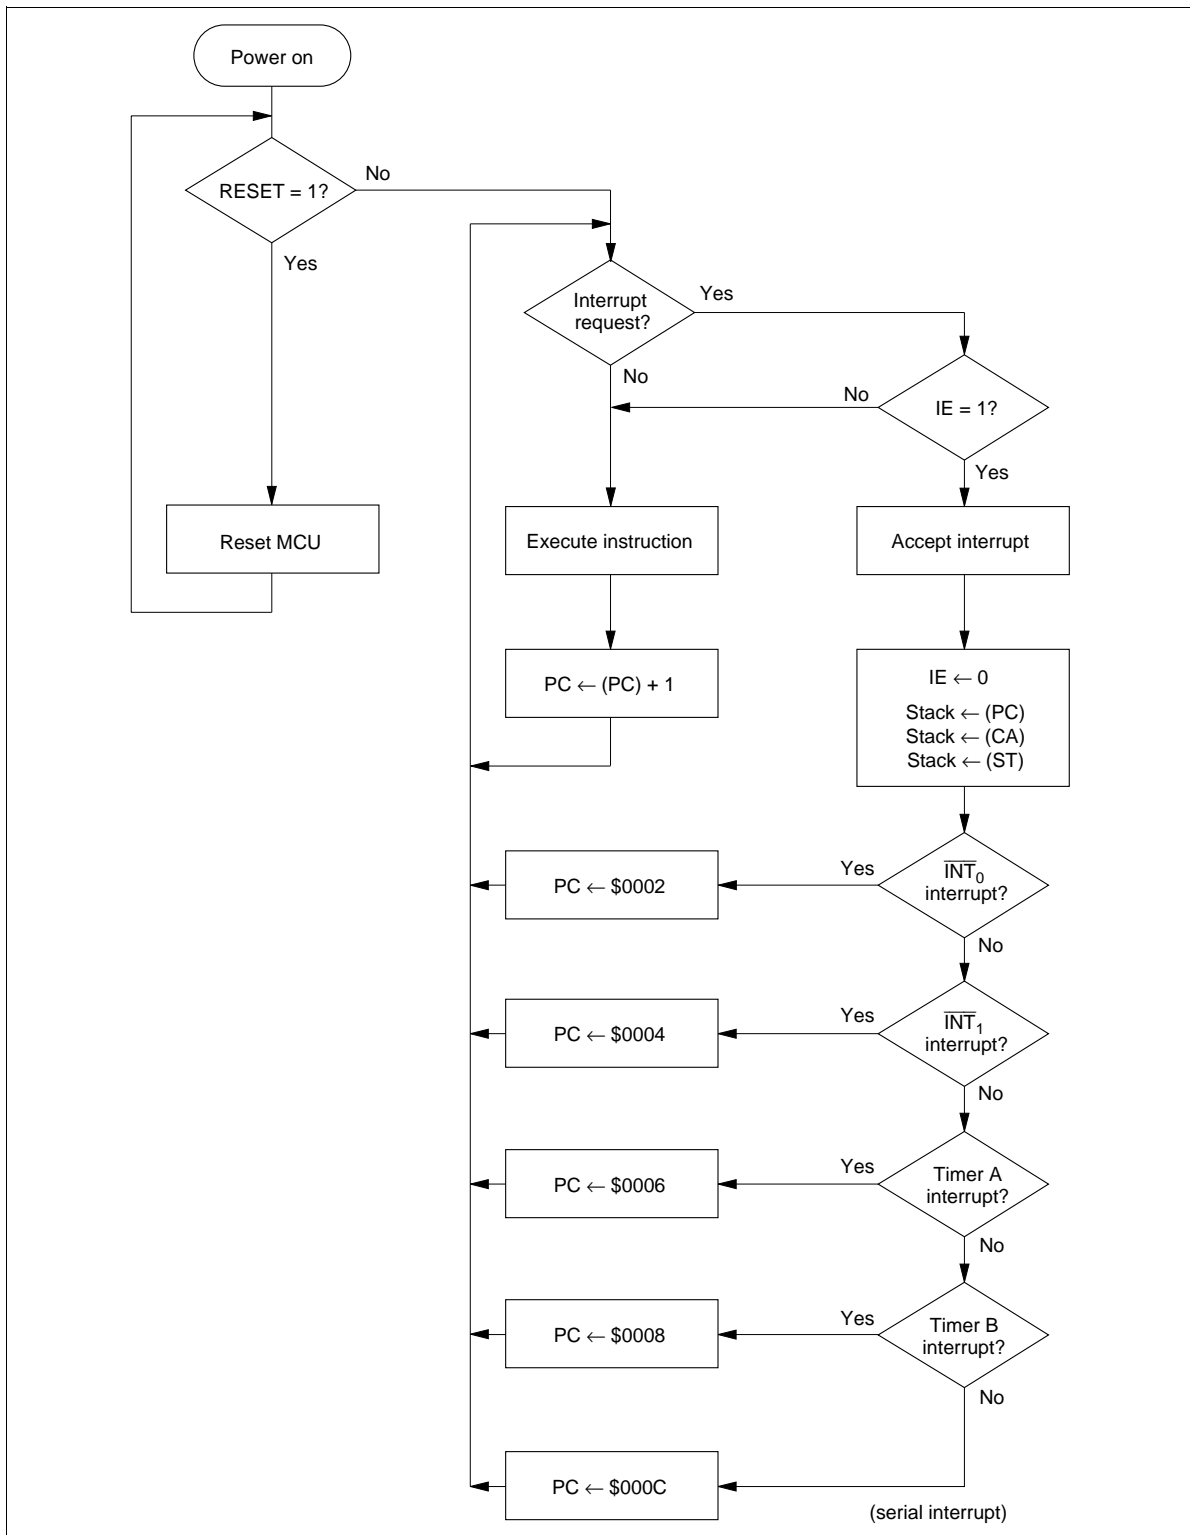 Power on
RESET = 1?
No
Yes
Interrupt
request?
Yes
No
No
IE = 1?
Yes
Reset MCU
Execute instruction
Accept interrupt
PC ← (PC) + 1
IE ← 0
Stack ← (PC)
Stack ← (CA)
Stack ← (ST)
PC ← $0002
Yes
I̅N̅T̅₀
interrupt?
No
PC ← $0004
Yes
I̅N̅T̅₁
interrupt?
No
PC ← $0006
Yes
Timer A
interrupt?
No
PC ← $0008
Yes
Timer B
interrupt?
No
PC ← $000C
(serial interrupt)